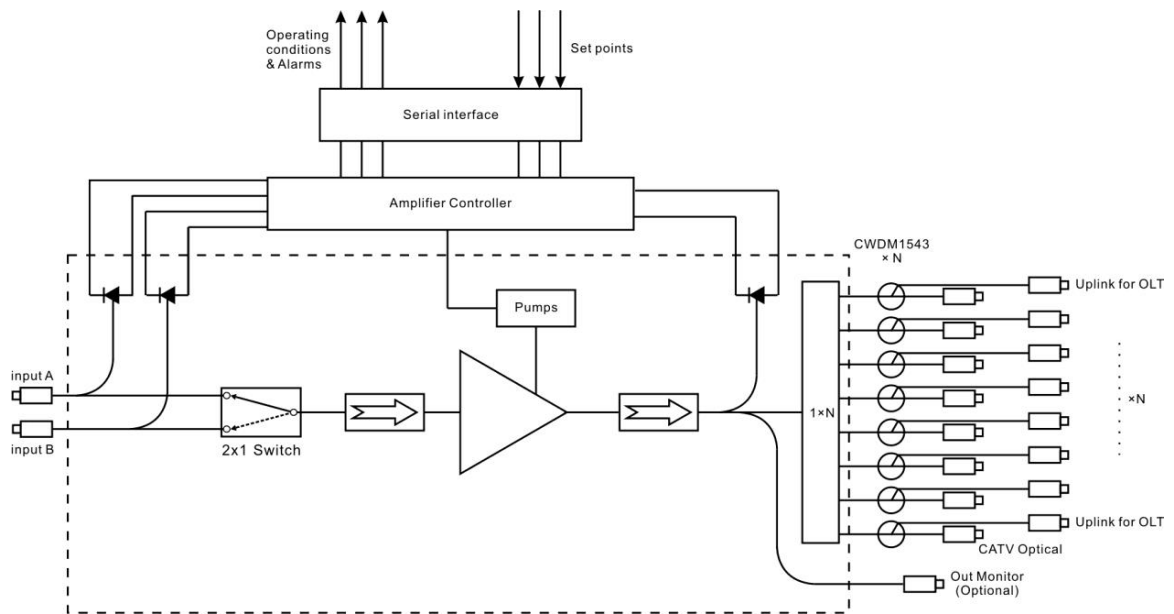 Operating
conditions
& Alarms
Set points
Serial interface
Amplifier Controller
CWDM1543
× N
Uplink for OLT
Pumps
input A
1×N
×N
input B
2x1 Switch
Uplink for OLT
CATV Optical
Out Monitor
(Optional)